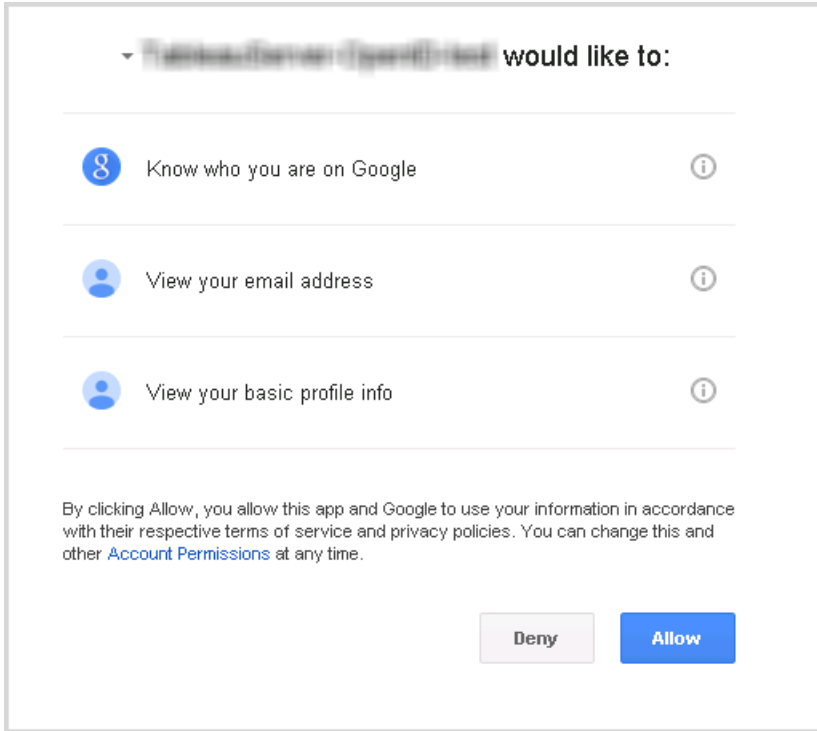 would like to:
8 Know who you are on Google
View your email address
View your basic profile info
By clicking Allow, you allow this app and Google to use your information in accordance
with their respective terms of service and privacy policies. You can change this and
other Account Permissions at any time.
Deny Allow